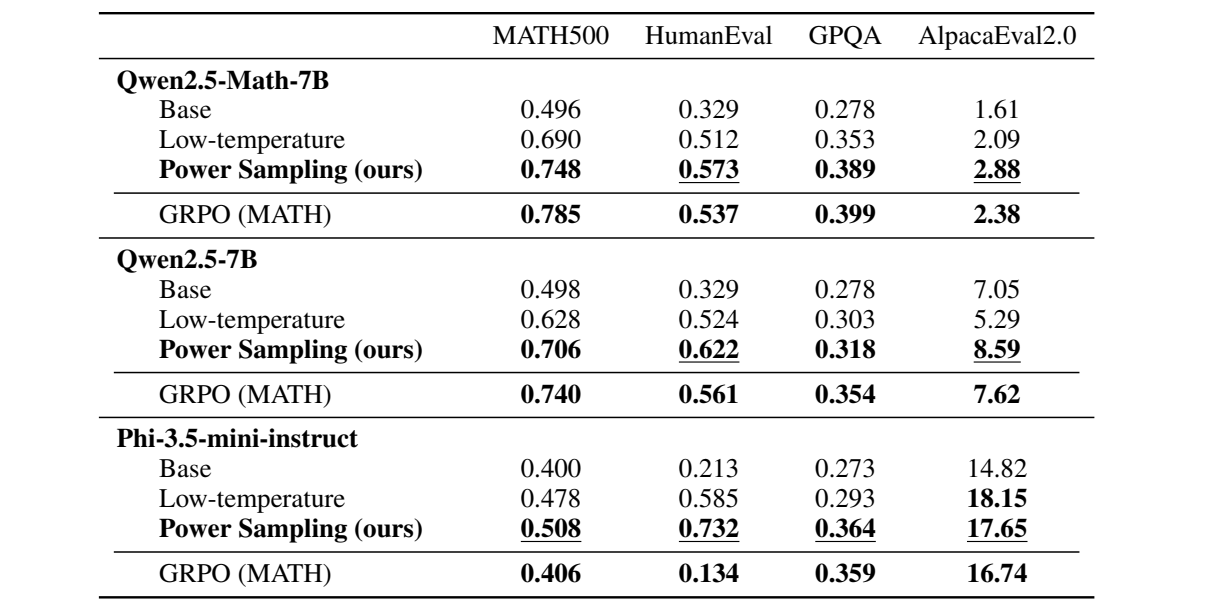 MATH500 HumanEval GPQA AlpacaEval2.0
Qwen2.5-Math-7B
Base 0.496 0.329 0.278 1.61
Low-temperature 0.690 0.512 0.353 2.09
Power Sampling (ours) 0.748 0.573 0.389 2.88
GRPO (MATH) 0.785 0.537 0.399 2.38
Qwen2.5-7B
Base 0.498 0.329 0.278 7.05
Low-temperature 0.628 0.524 0.303 5.29
Power Sampling (ours) 0.706 0.622 0.318 8.59
GRPO (MATH) 0.740 0.561 0.354 7.62
Phi-3.5-mini-instruct
Base 0.400 0.213 0.273 14.82
Low-temperature 0.478 0.585 0.293 18.15
Power Sampling (ours) 0.508 0.732 0.364 17.65
GRPO (MATH) 0.406 0.134 0.359 16.74